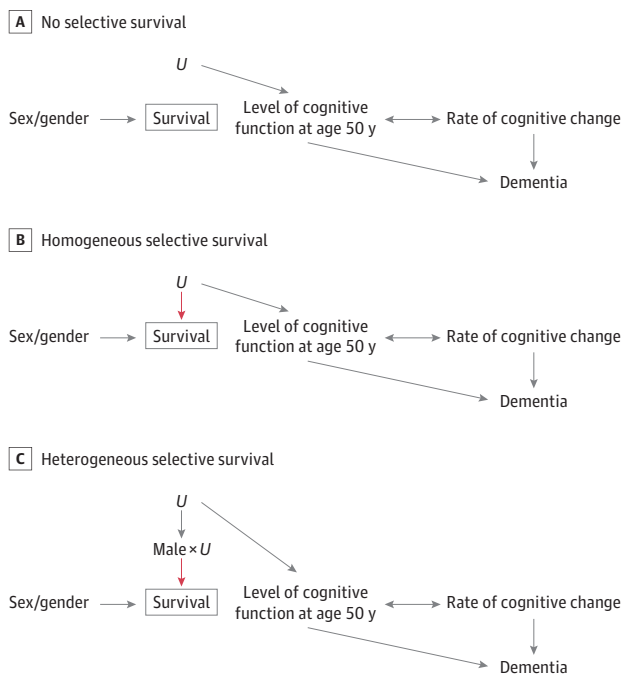 A No selective survival
U
Sex/gender Survival Level of cognitive function at age 50 y Rate of cognitive change
Dementia
B Homogeneous selective survival
U
Sex/gender Survival Level of cognitive function at age 50 y Rate of cognitive change
Dementia
C Heterogeneous selective survival
U
Male × U
Sex/gender Survival Level of cognitive function at age 50 y Rate of cognitive change
Dementia